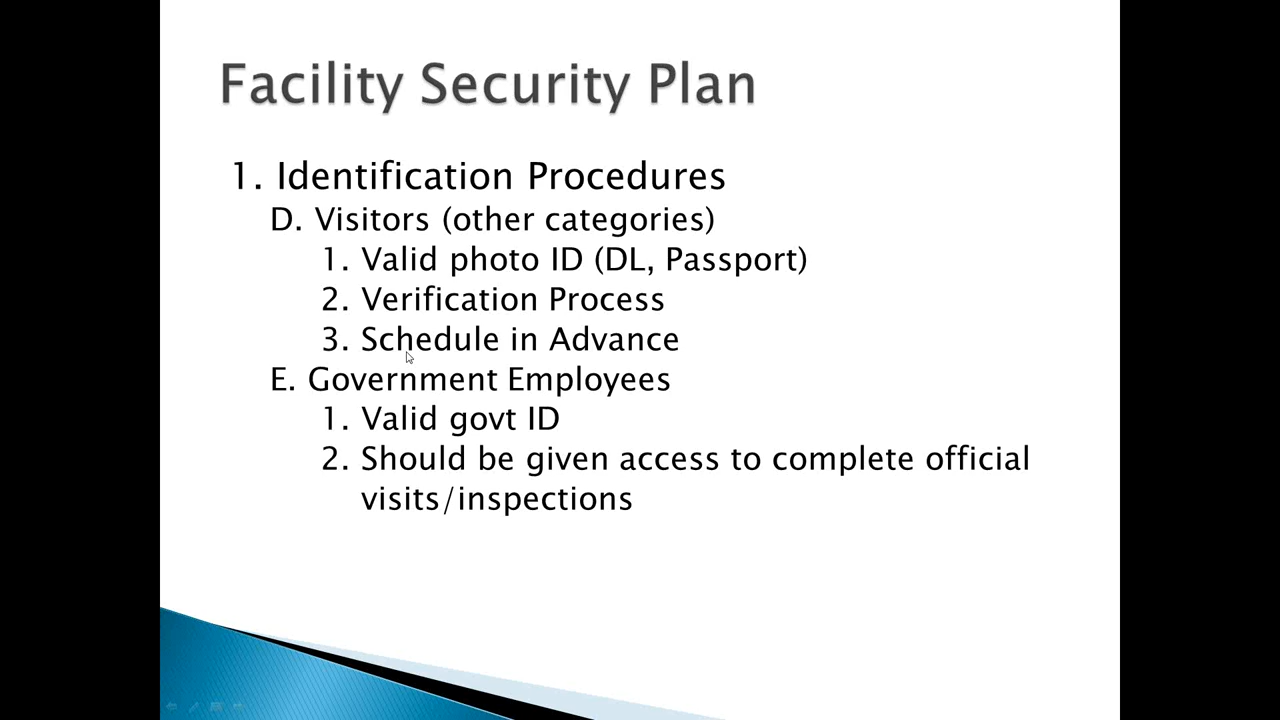 Facility Security Plan
1. Identification Procedures
D. Visitors (other categories)
1. Valid photo ID (DL, Passport)
2. Verification Process
3. Schedule in Advance
E. Government Employees
1. Valid govt ID
2. Should be given access to complete official
visits/inspections